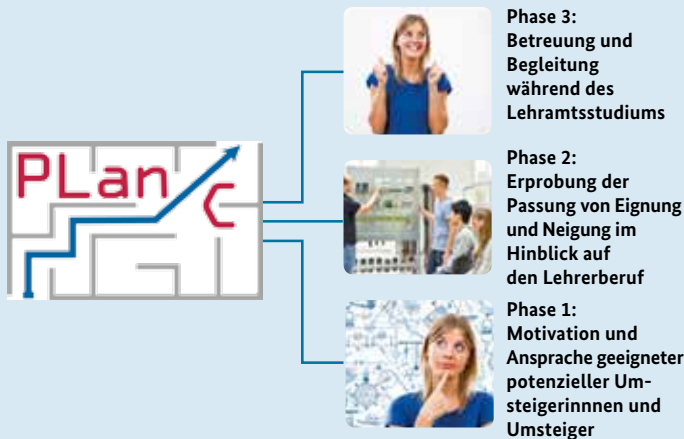 PLan C
Phase 3:
Betreuung und
Begleitung
während des
Lehramtsstudiums
Phase 2:
Erprobung der
Passung von Eignung
und Neigung im
Hinblick auf
den Lehrerberuf
Phase 1:
Motivation und
Ansprache geeigneter
potenzieller Um-
steigerinnnen und
Umsteiger